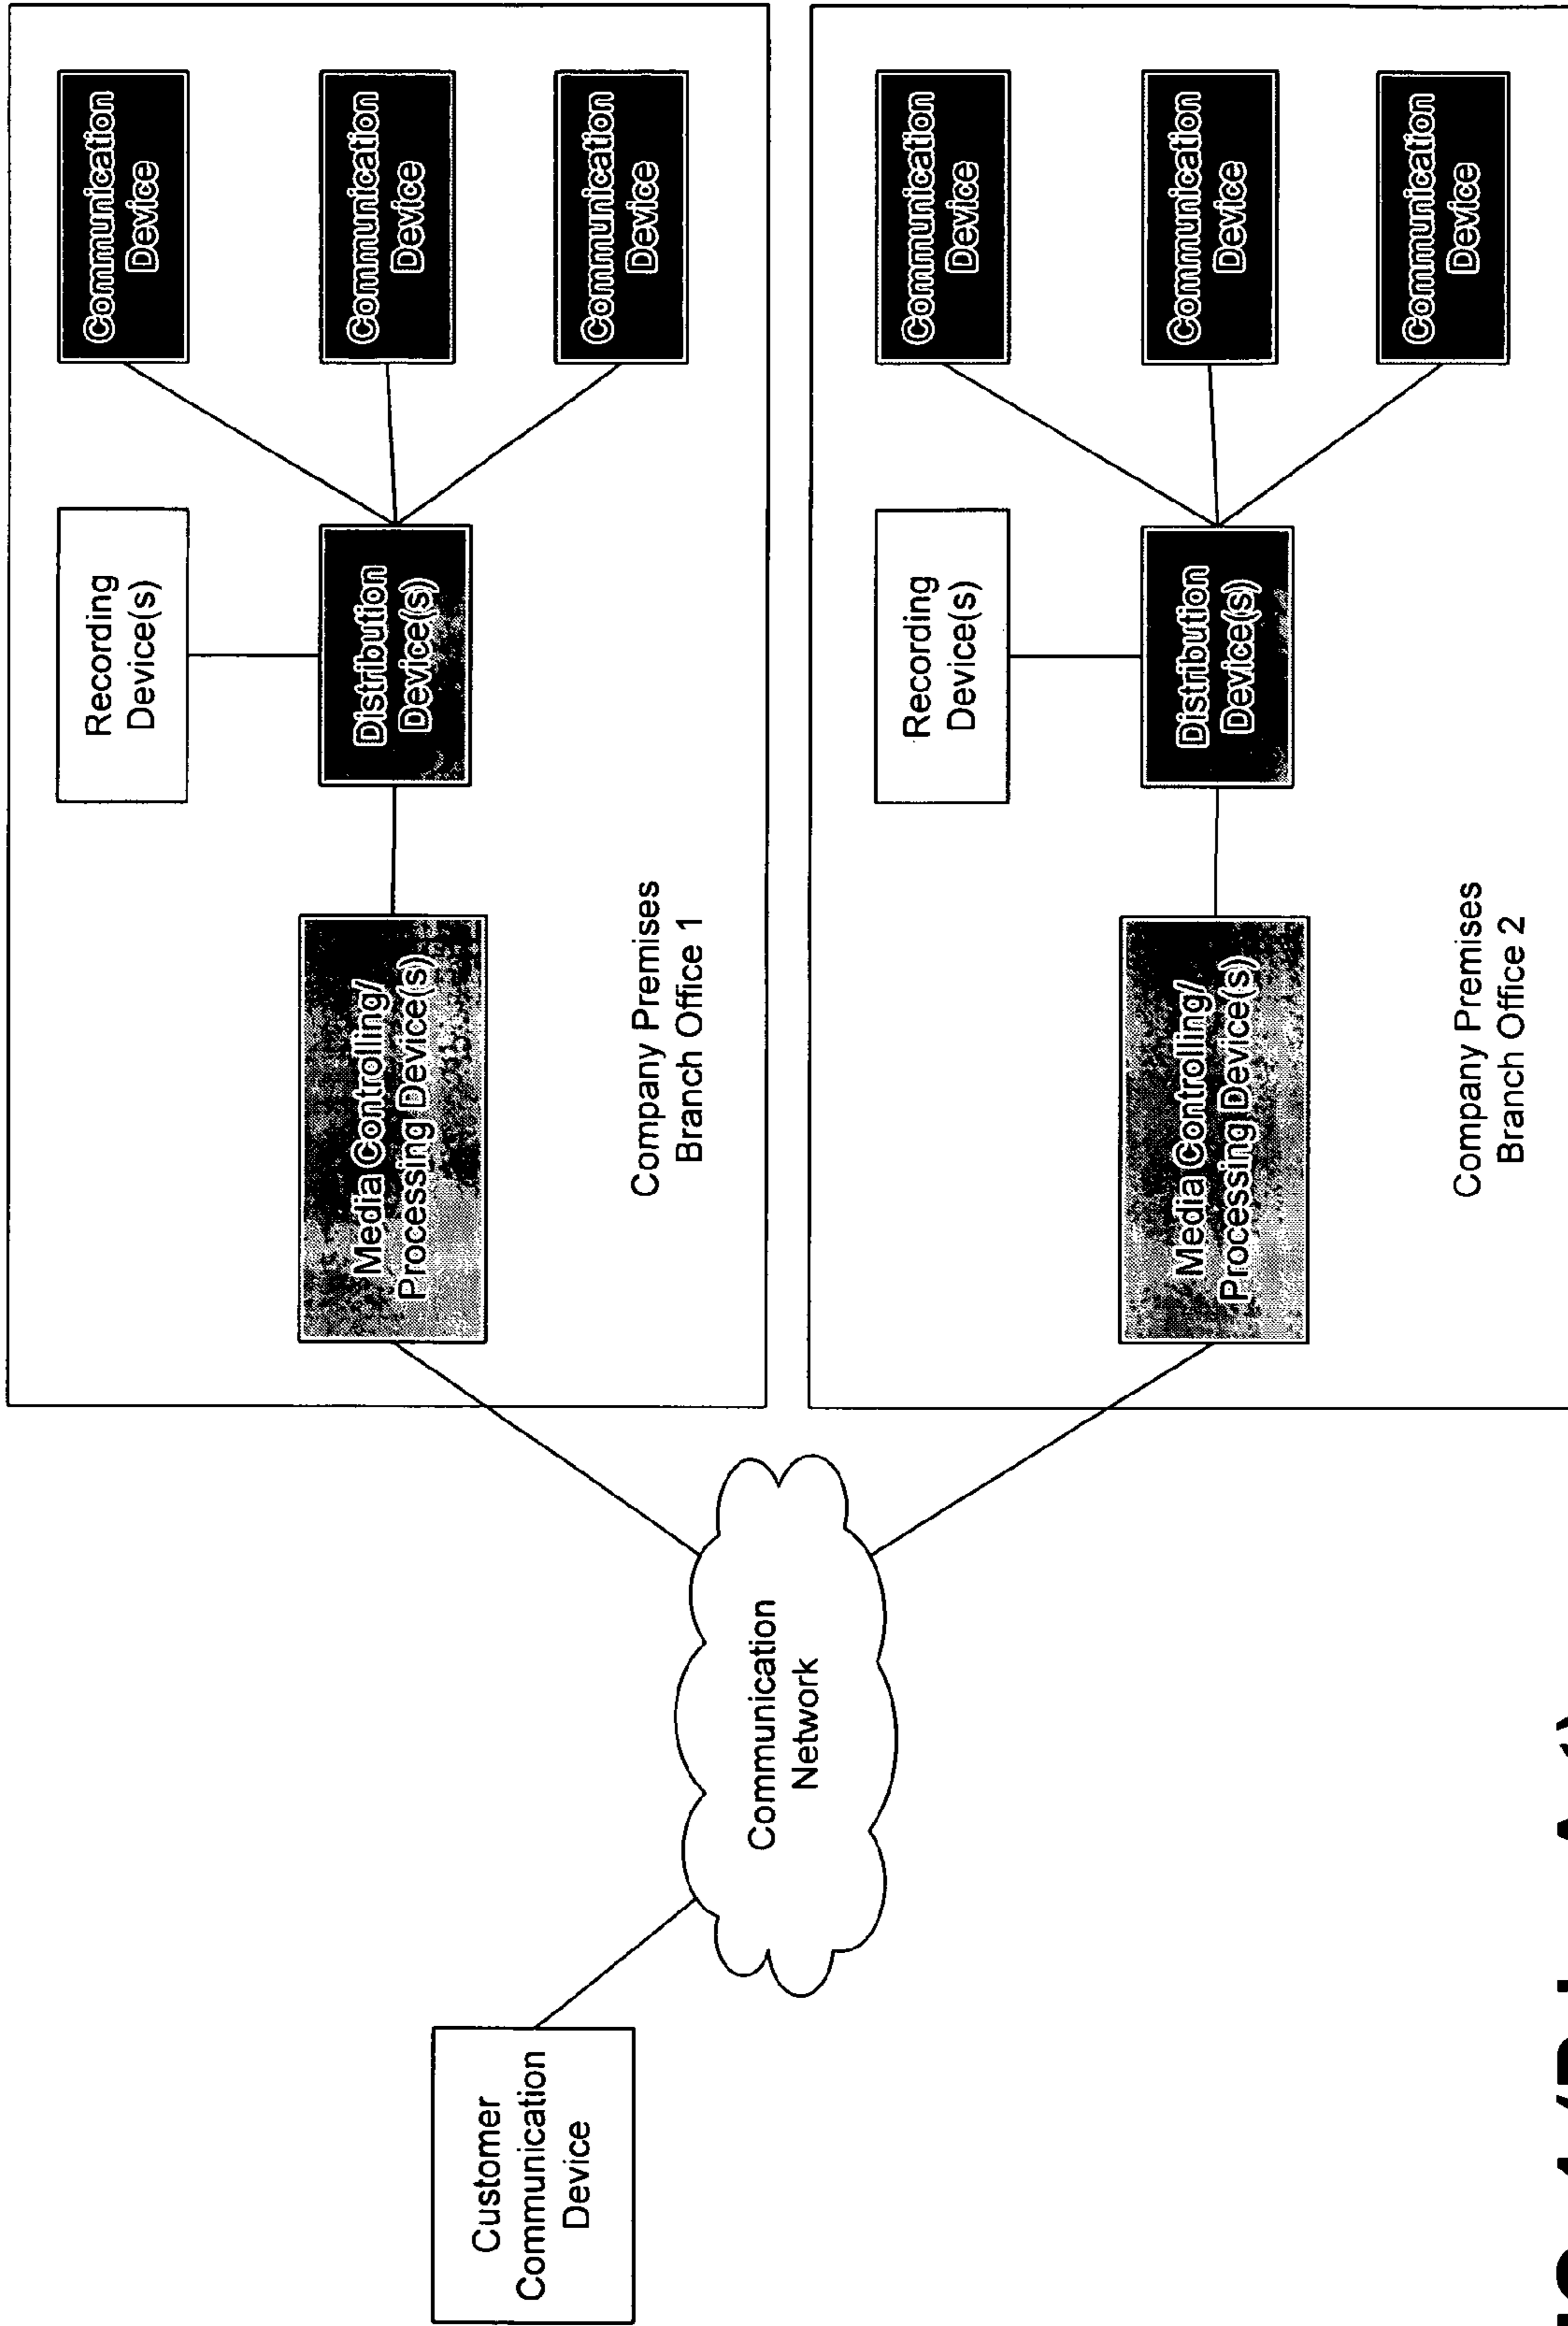 Recording
Device(s)
Communication
Device
Customer
Communication
Device
Media Controlling/
Processing Device(s)
Distribution
Device(s)
Communication
Device
Communication
Device
Company Premises
Branch Office 1
Communication
Network
Recording
Device(s)
Communication
Device
Media Controlling/
Processing Device(s)
Distribution
Device(s)
Communication
Device
Communication
Device
Company Premises
Branch Office 2